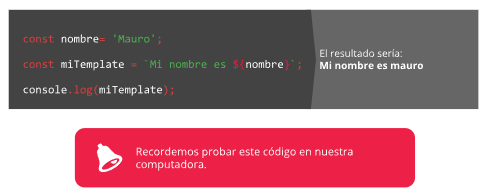 const nombre= 'Mauro';
const miTemplate = `Mi nombre es ${nombre}`;
console.log(miTemplate);
El resultado sería:
Mi nombre es mauro
Recordemos probar este código en nuestra
computadora.